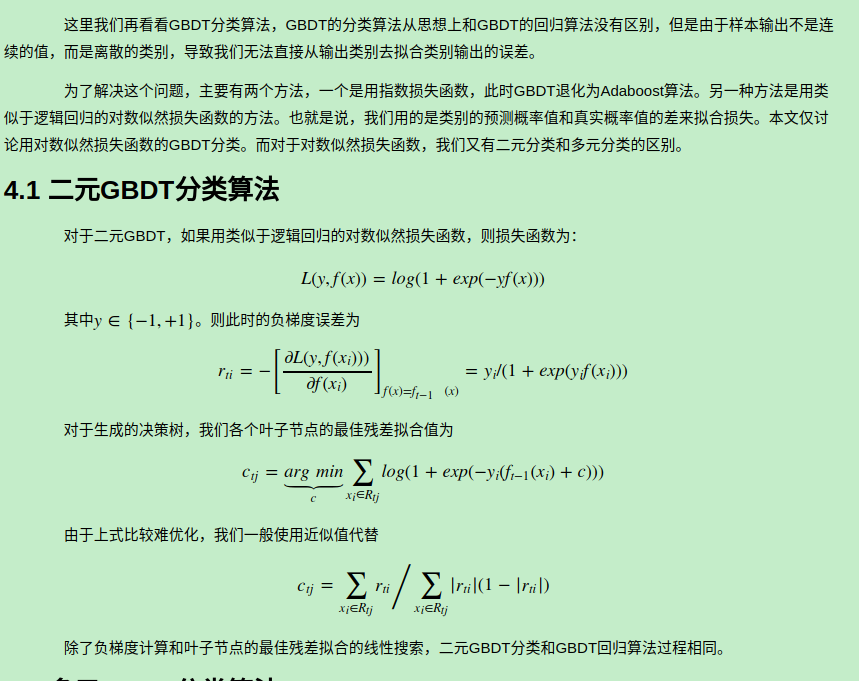 这里我们再看看GBDT分类算法，GBDT的分类算法从思想上和GBDT的回归算法没有区别，但是由于样本输出不是连
续的值，而是离散的类别，导致我们无法直接从输出类别去拟合类别输出的误差。
为了解决这个问题，主要有两个方法，一个是用指数损失函数，此时GBDT退化为Adaboost算法。另一种方法是用类
似于逻辑回归的对数似然损失函数的方法。也就是说，我们用的是类别的预测概率值和真实概率值的差来拟合损失。本文仅讨
论用对数似然损失函数的GBDT分类。而对于对数似然损失函数，我们又有二元分类和多元分类的区别。
4.1 二元GBDT分类算法
对于二元GBDT，如果用类似于逻辑回归的对数似然损失函数，则损失函数为：
L(y, f(x)) = log(1 + exp(−yf(x)))
其中y ∈ {−1, +1}。则此时的负梯度误差为
r_{ti} = −[∂L(y, f(x_i)))/∂f(x_i)]_{f(x)=f_{t−1} (x)} = y_i/(1 + exp(y_i f(x_i)))
对于生成的决策树，我们各个叶子节点的最佳残差拟合值为
c_{tj} = arg min_c ∑_{x_i∈R_{tj}} log(1 + exp(−y_i(f_{t−1}(x_i) + c)))
由于上式比较难优化，我们一般使用近似值代替
c_{tj} = ∑_{x_i∈R_{tj}} r_{ti} / ∑_{x_i∈R_{tj}} |r_{ti}|(1 − |r_{ti}|)
除了负梯度计算和叶子节点的最佳残差拟合的线性搜索，二元GBDT分类和GBDT回归算法过程相同。